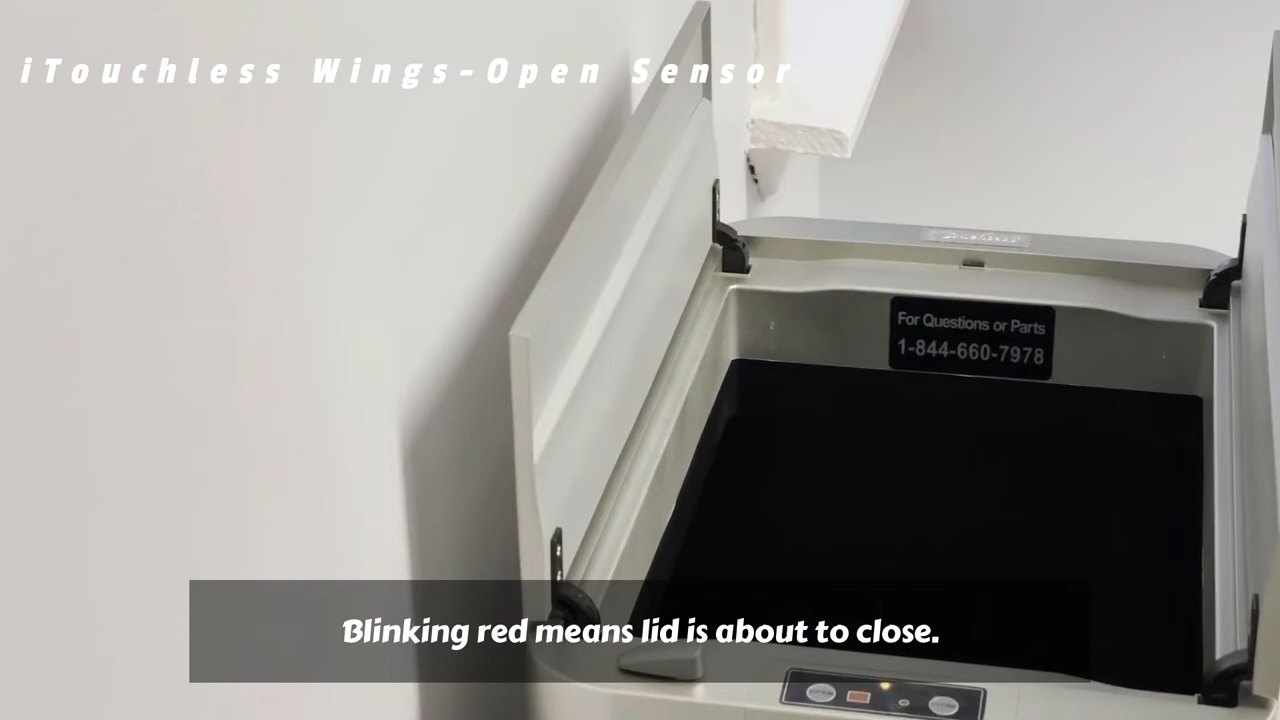 iTouchless Wings-Open Sensor
For Questions or Parts
1-844-660-7978
Blinking red means lid is about to close.
OPEN